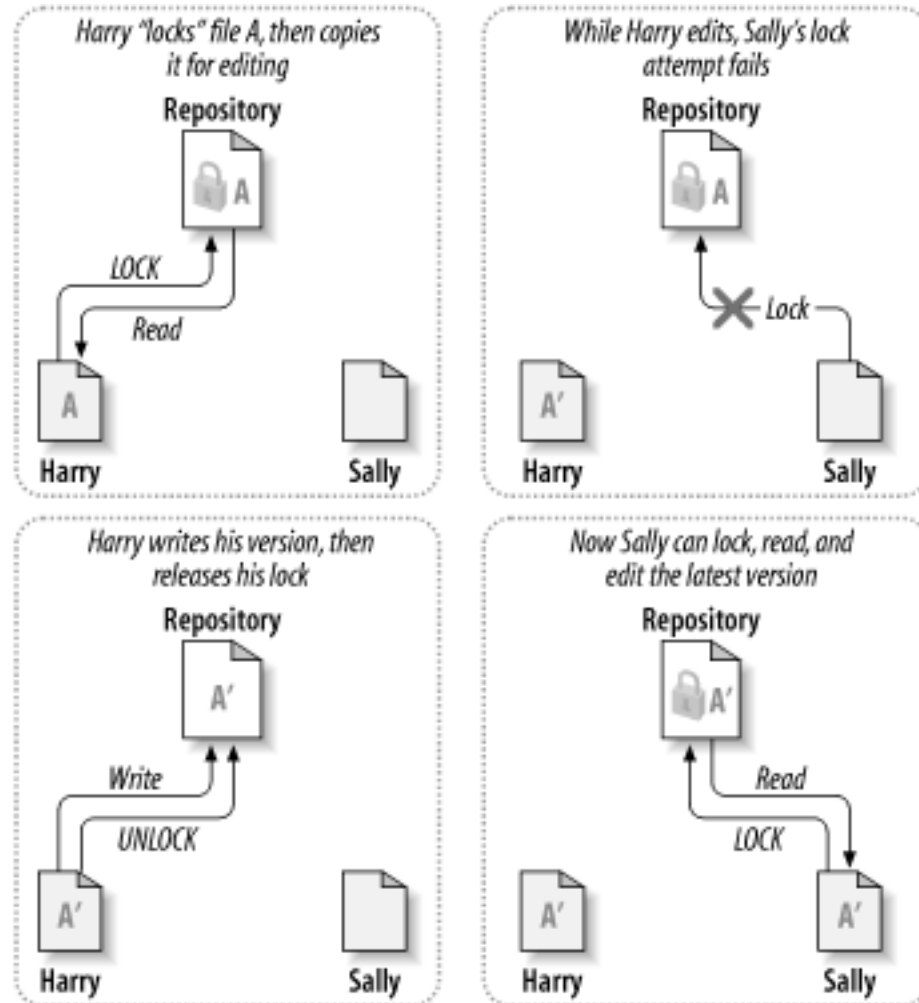 Harry “locks” file A, then copies
it for editing
Repository
A
LOCK
Read
A
Harry
Sally
While Harry edits, Sally’s lock
attempt fails
Repository
A
Lock
A′
Harry
Sally
Harry writes his version, then
releases his lock
Repository
A′
Write
UNLOCK
A′
Harry
Sally
Now Sally can lock, read, and
edit the latest version
Repository
A′
Read
LOCK
A′
A′
Harry
Sally